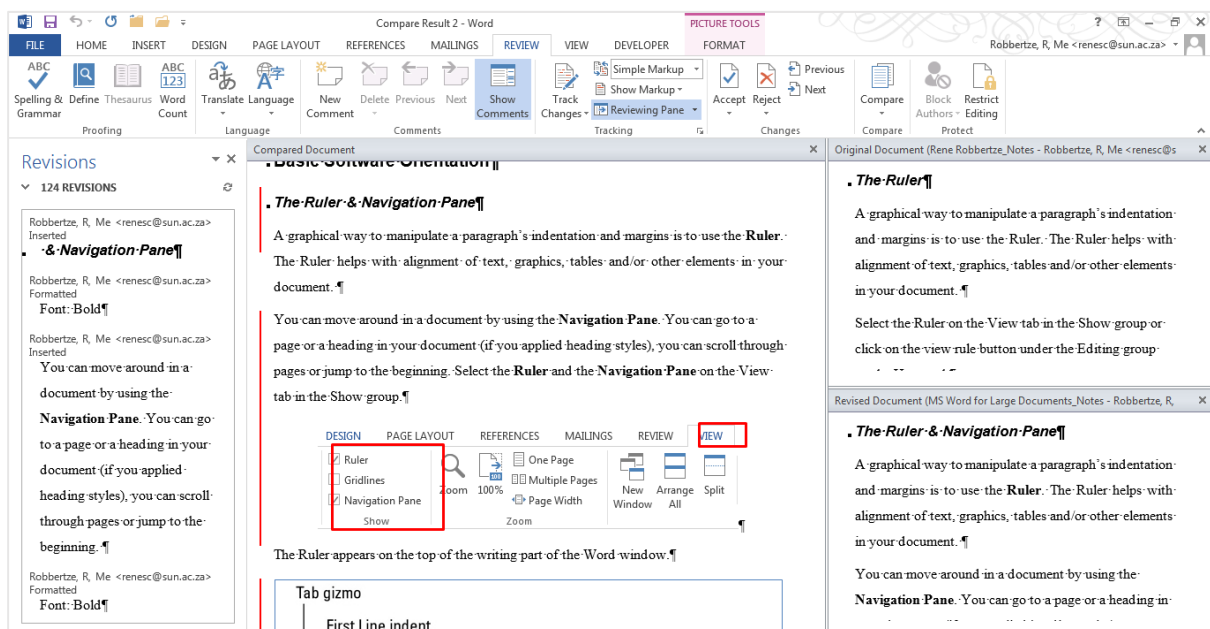 Compare Result 2 - Word
PICTURE TOOLS
?
FILE HOME INSERT DESIGN PAGE LAYOUT REFERENCES MAILINGS REVIEW VIEW DEVELOPER FORMAT
Robbertze, R, Me <renesc@sun.ac.za>
ABC Spelling & Grammar
Define
Thesaurus
ABC 123 Word Count
Translate
Language
New Comment
Delete
Previous
Next
Show Comments
Track Changes
Simple Markup
Show Markup
Reviewing Pane
Accept
Reject
Previous
Next
Compare
Block Authors
Restrict Editing
Proofing Language Comments Tracking Changes Compare Protect
Revisions
124 REVISIONS
Robbertze, R, Me <renesc@sun.ac.za>
Inserted
·&·Navigation·Pane¶
Robbertze, R, Me <renesc@sun.ac.za>
Formatted
Font:·Bold¶
Robbertze, R, Me <renesc@sun.ac.za>
Inserted
You·can·move·around·in·a·
document·by·using·the·
Navigation·Pane.·You·can·go·
to·a·page·or·a·heading·in·your·
document·(if·you·applied·
heading·styles),·you·can·scroll·
through·pages·or·jump·to·the·
beginning.·¶
Robbertze, R, Me <renesc@sun.ac.za>
Formatted
Font:·Bold¶
Compared Document
Basic·Software·Orientation¶
The·Ruler·&·Navigation·Pane¶
A·graphical·way·to·manipulate·a·paragraph’s·indentation·and·margins·is·to·use·the·Ruler.·
The·Ruler·helps·with·alignment·of·text,·graphics,·tables·and/or·other·elements·in·your·
document.·¶
You·can·move·around·in·a·document·by·using·the·Navigation·Pane.·You·can·go·to·a·
page·or·a·heading·in·your·document·(if·you·applied·heading·styles),·you·can·scroll·through·
pages·or·jump·to·the·beginning.·Select·the·Ruler·and·the·Navigation·Pane·on·the·View·
tab·in·the·Show·group.¶
DESIGN PAGE LAYOUT REFERENCES MAILINGS REVIEW VIEW
Ruler
Gridlines
Navigation Pane
Show
Zoom
100 100%
One Page
Multiple Pages
Page Width
Zoom
New Window
Arrange All
Split
¶
The·Ruler·appears·on·the·top·of·the·writing·part·of·the·Word·window.¶
Tab gizmo
First Line indent
Original Document (Rene Robbertze_Notes - Robbertze, R, Me <renesc@s
The·Ruler¶
A·graphical·way·to·manipulate·a·paragraph’s·indentation·
and·margins·is·to·use·the·Ruler.·The·Ruler·helps·with·
alignment·of·text,·graphics,·tables·and/or·other·elements·
in·your·document.·¶
Select·the·Ruler·on·the·View·tab·in·the·Show·group·or·
click·on·the·view·rule·button·under·the·Editing·group·
Revised Document (MS Word for Large Documents_Notes - Robbertze, R,
The·Ruler·&·Navigation·Pane¶
A·graphical·way·to·manipulate·a·paragraph’s·indentation·
and·margins·is·to·use·the·Ruler.·The·Ruler·helps·with·
alignment·of·text,·graphics,·tables·and/or·other·elements·
in·your·document.·¶
You·can·move·around·in·a·document·by·using·the·
Navigation·Pane.·You·can·go·to·a·page·or·a·heading·in·